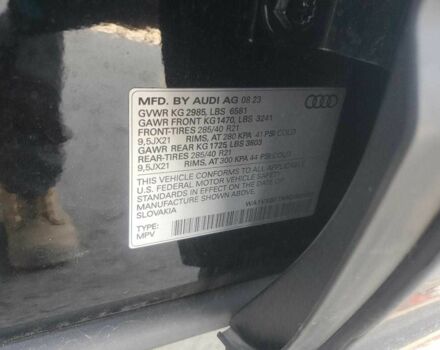 MFD. BY AUDI AG 08 23
GVWR KG 2985, LBS 6581
GAWR FRONT KG 1470, LBS 3241
FRONT-TIRES 285/40 R21
9,5JX21 RIMS, AT 280 KPA 41 PSI COLD
GAWR REAR KG 1725, LBS 3803
REAR-TIRES 285/40 R21
9,5JX21 RIMS, AT 300 KPA 44 PSI COLD
THIS VEHICLE CONFORMS TO ALL APPLICABLE
U.S. FEDERAL MOTOR VEHICLE SAFETY
STANDARDS IN EFFECT ON THE DATE OF
MANUFACTURE SHOWN ABOVE.
SLOVAKIA
TYPE:
MPV